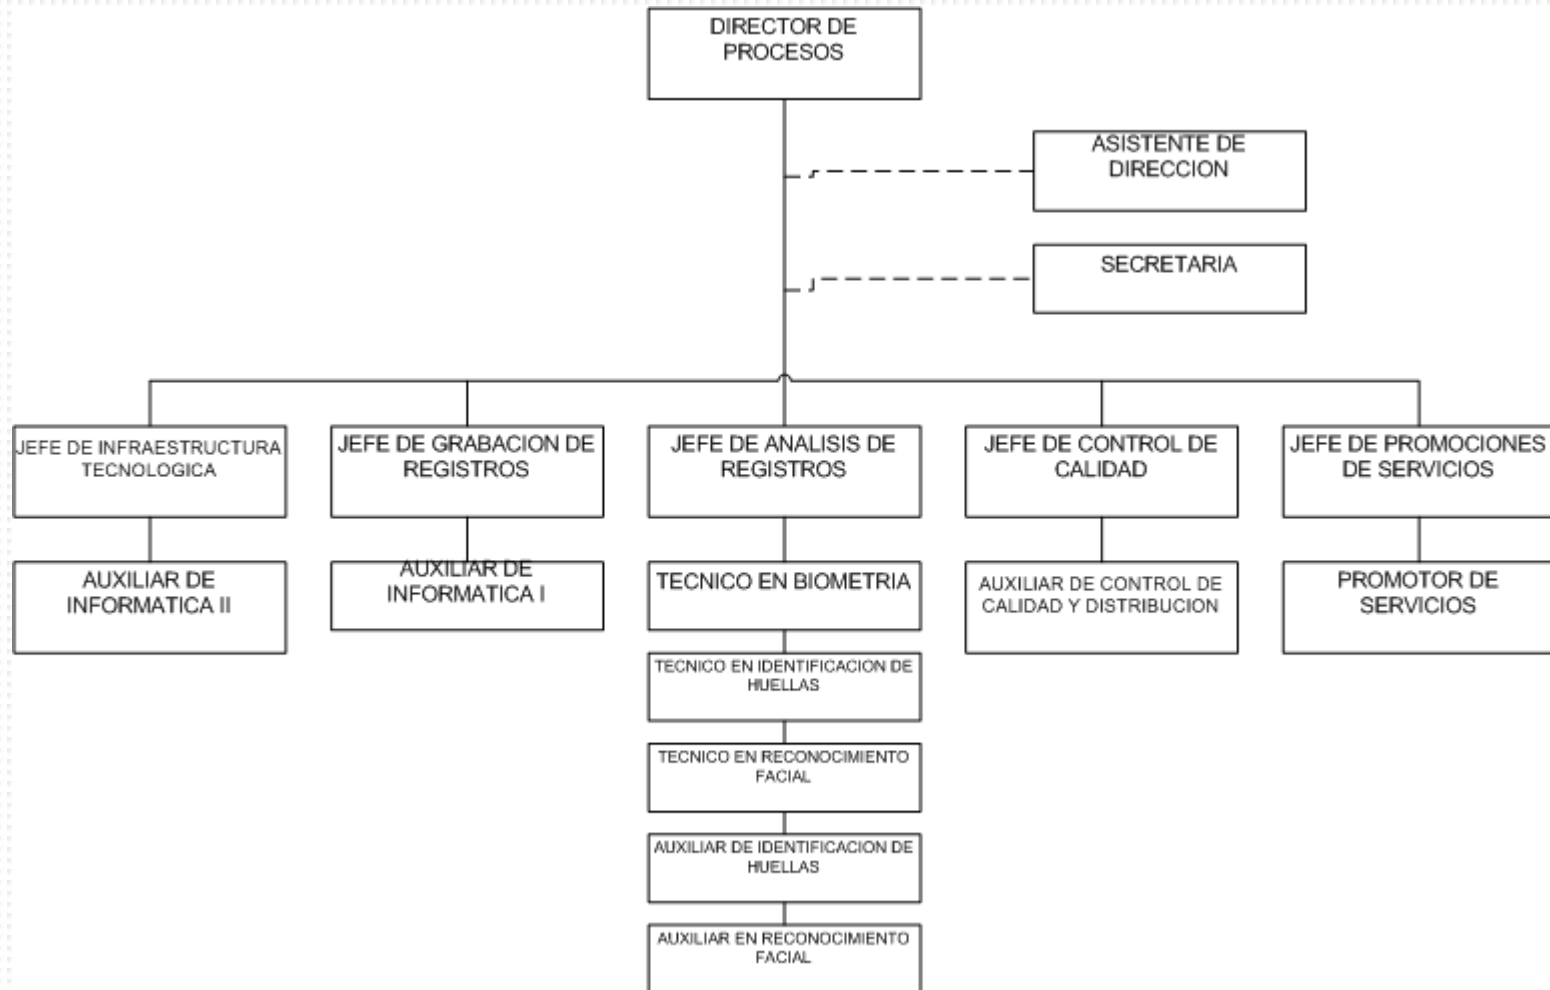 DIRECTOR DE
PROCESOS
ASISTENTE DE
DIRECCION
SECRETARIA
JEFE DE INFRAESTRUCTURA
TECNOLOGICA
JEFE DE GRABACION DE
REGISTROS
JEFE DE ANALISIS DE
REGISTROS
JEFE DE CONTROL DE
CALIDAD
JEFE DE PROMOCIONES
DE SERVICIOS
AUXILIAR DE
INFORMATICA II
AUXILIAR DE
INFORMATICA I
TECNICO EN BIOMETRIA
AUXILIAR DE CONTROL DE
CALIDAD Y DISTRIBUCION
PROMOTOR DE
SERVICIOS
TECNICO EN IDENTIFICACION DE
HUELLAS
TECNICO EN RECONOCIMIENTO
FACIAL
AUXILIAR DE IDENTIFICACION DE
HUELLAS
AUXILIAR EN RECONOCIMIENTO
FACIAL